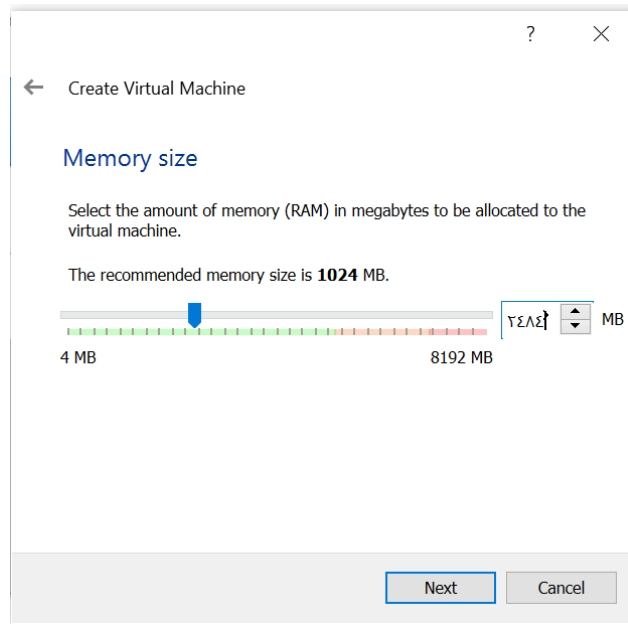 ?
Create Virtual Machine
Memory size
Select the amount of memory (RAM) in megabytes to be allocated to the
virtual machine.
The recommended memory size is 1024 MB.
٢٤٨٤ MB
4 MB 8192 MB
Next Cancel